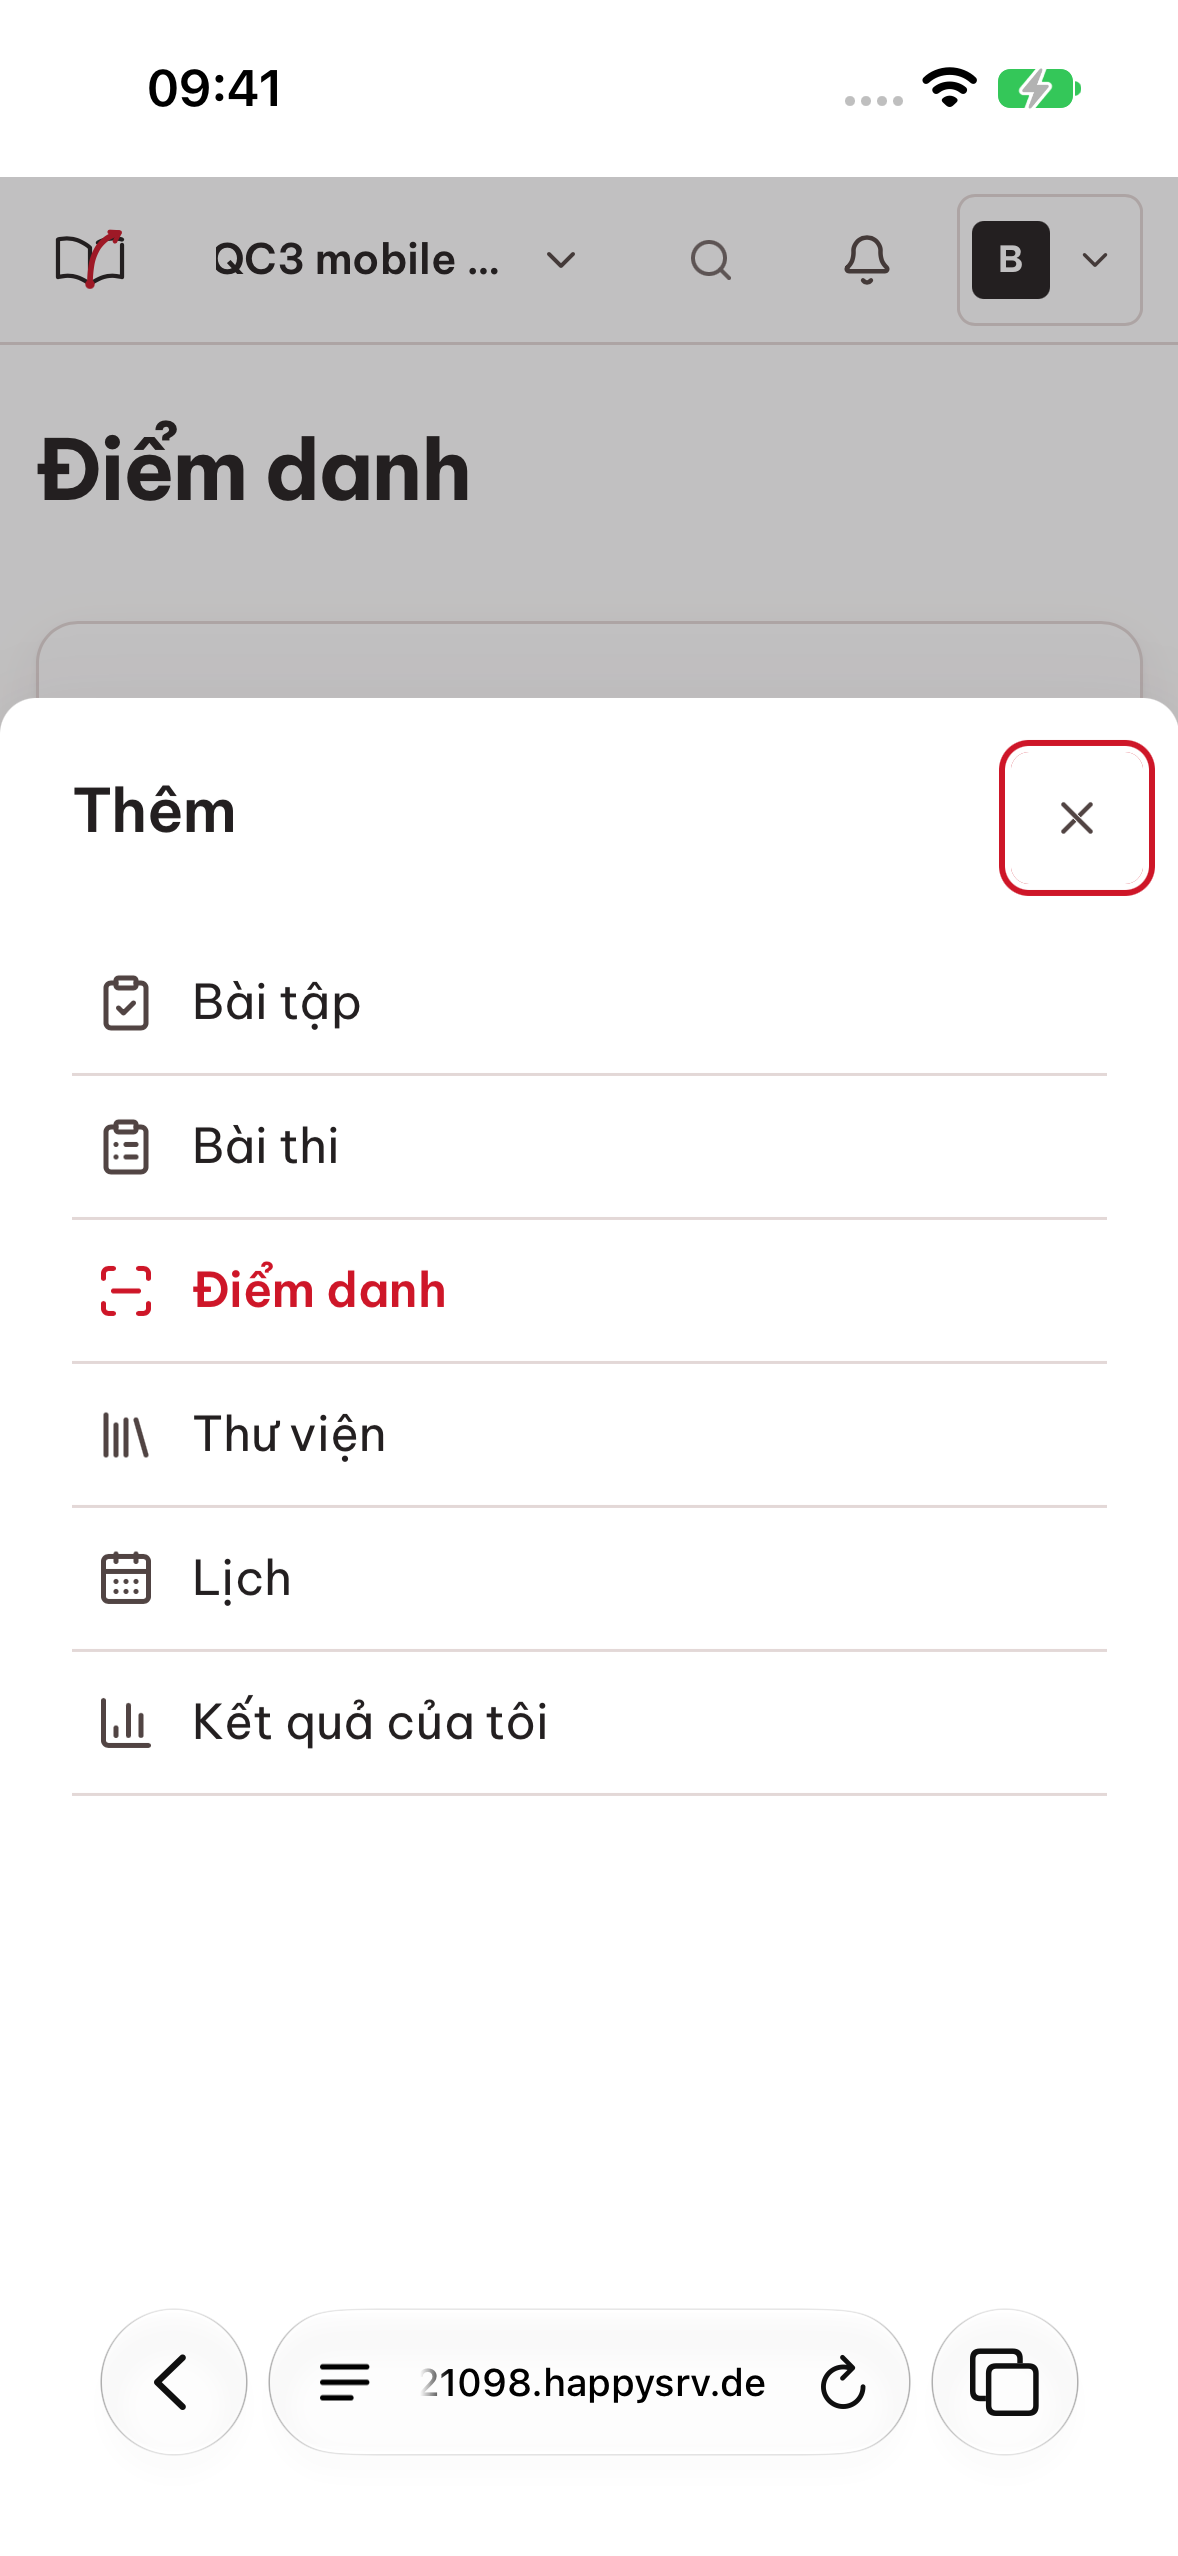 09:41
QC3 mobile ...
B
Điểm danh
Thêm
Bài tập
Bài thi
Điểm danh
Thư viện
Lịch
Kết quả của tôi
21098.happysrv.de